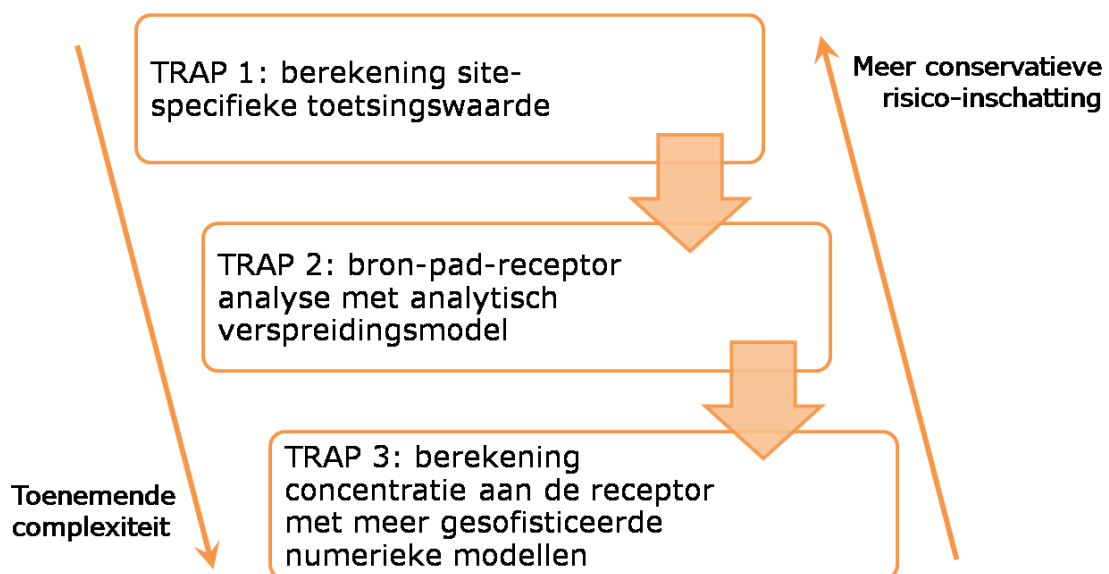 TRAP 1: berekening site-
specifieke toetsingswaarde
Meer conservatieve
risico-inschatting
TRAP 2: bron-pad-receptor
analyse met analytisch
verspreidingsmodel
TRAP 3: berekening
concentratie aan de receptor
met meer gesofisticeerde
numerieke modellen
Toenemende
complexiteit